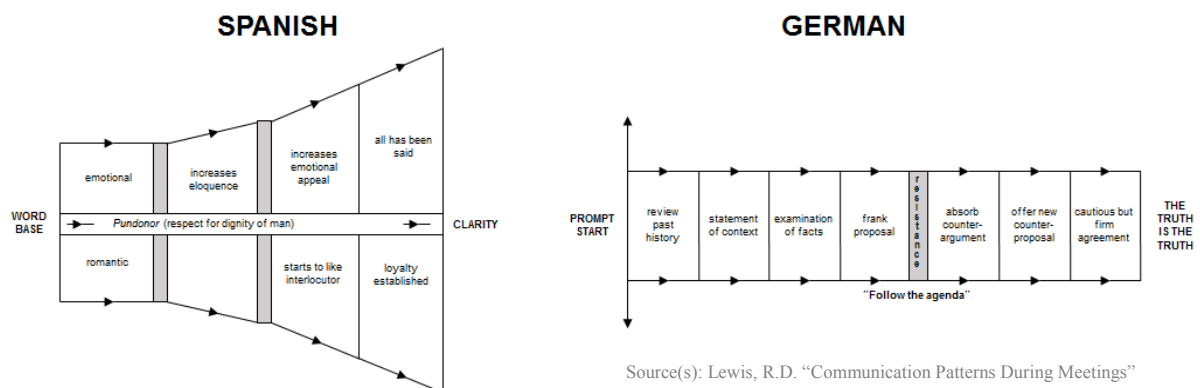 SPANISH
emotional
increases
eloquence
increases
emotional
appeal
all has been
said
WORD
BASE
Pundonor (respect for dignity of man)
CLARITY
romantic
starts to like
interlocutor
loyalty
established
GERMAN
PROMPT
START
review
past
history
statement
of context
examination
of facts
frank
proposal
resistance
absorb
counter-
argument
offer new
counter-
proposal
cautious but
firm
agreement
THE
TRUTH
IS THE
TRUTH
"Follow the agenda"
Source(s): Lewis, R.D. “Communication Patterns During Meetings”